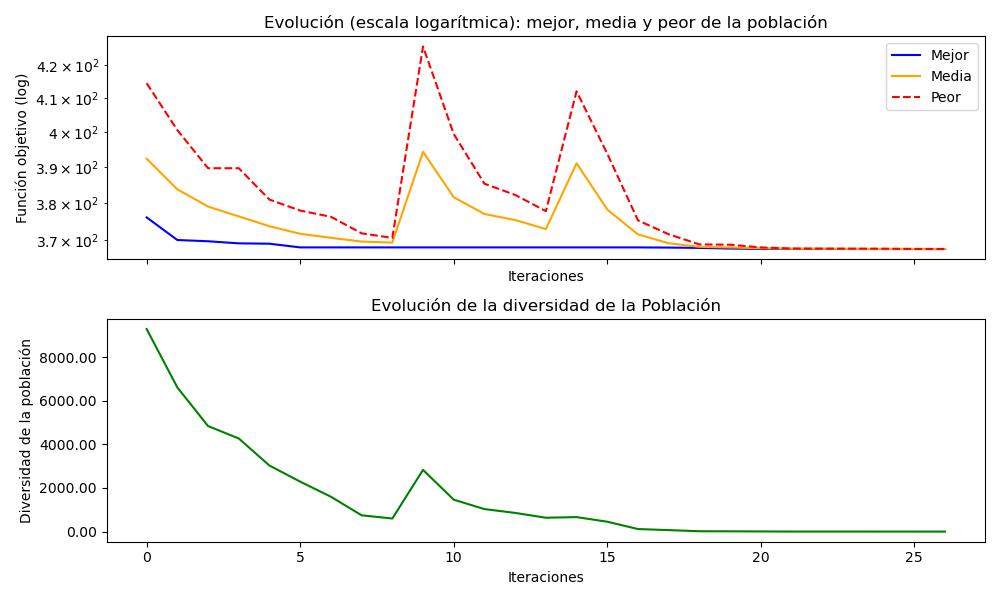 Evolución (escala logarítmica): mejor, media y peor de la población
Función objetivo (log)
4.2 × 10²
4.1 × 10²
4 × 10²
3.9 × 10²
3.8 × 10²
3.7 × 10²
Mejor
Media
Peor
Iteraciones
Evolución de la diversidad de la Población
Diversidad de la población
8000.00
6000.00
4000.00
2000.00
0.00
0 5 10 15 20 25
Iteraciones